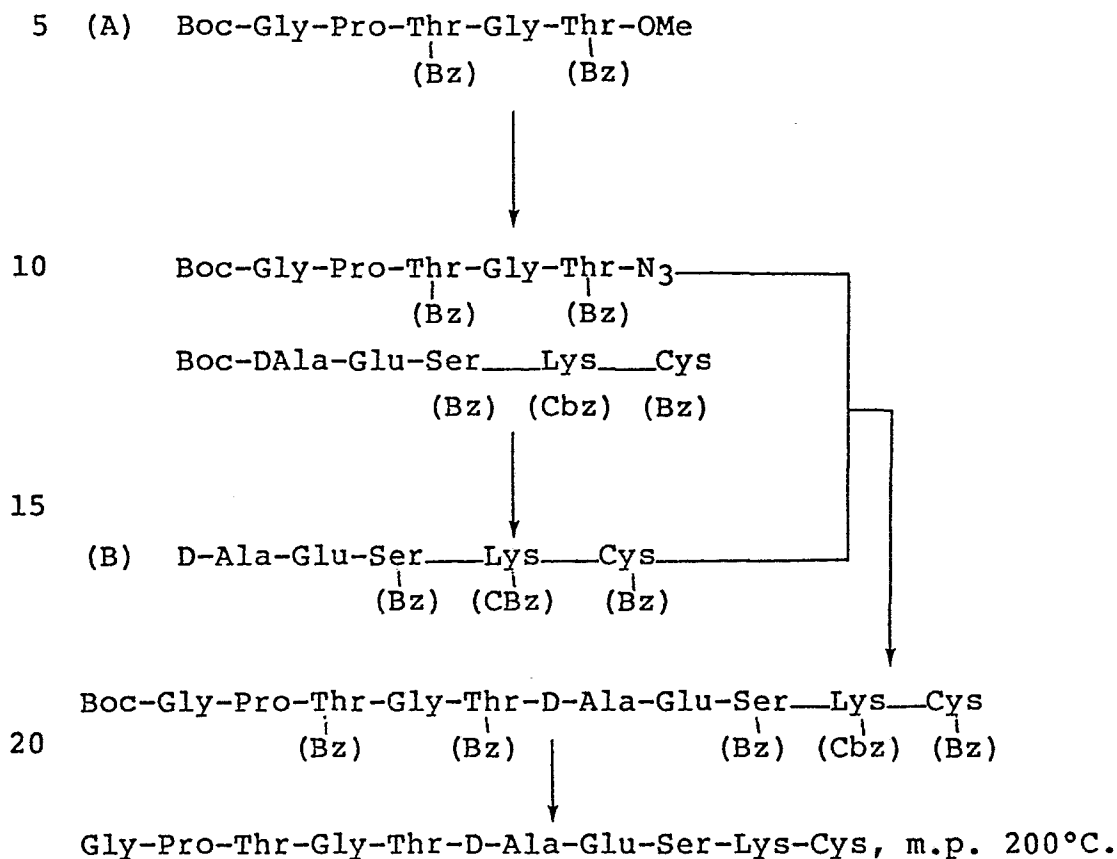 5 (A) Boc-Gly-Pro-Thr-Gly-Thr-OMe
(Bz) (Bz)
10 Boc-Gly-Pro-Thr-Gly-Thr-N3
(Bz) (Bz)
Boc-DAla-Glu-Ser Lys Cys
(Bz) (Cbz) (Bz)
15
(B) D-Ala-Glu-Ser Lys Cys
(Bz) (CBz) (Bz)
Boc-Gly-Pro-Thr-Gly-Thr-D-Ala-Glu-Ser Lys Cys
20 (Bz) (Bz) (Bz) (Cbz) (Bz)
Gly-Pro-Thr-Gly-Thr-D-Ala-Glu-Ser-Lys-Cys, m.p. 200°C.